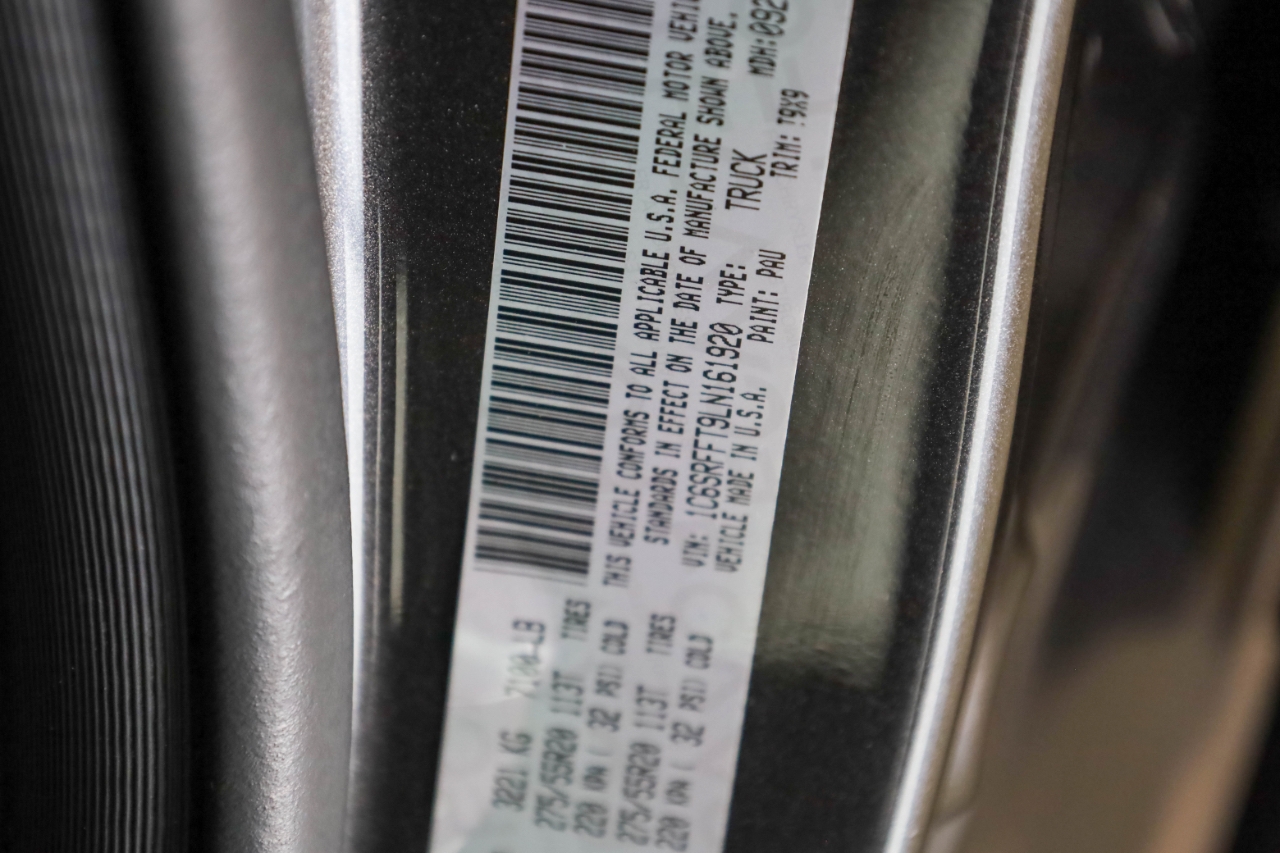 3221 KG 7100 LB
275/55R20 113T TIRES
220 KPA ( 32 PSI) COLD
275/55R20 113T TIRES
220 KPA ( 32 PSI) COLD
THIS VEHICLE CONFORMS TO ALL APPLICABLE U.S.A. FEDERAL MOTOR VEHIC
STANDARDS IN EFFECT ON THE DATE OF MANUFACTURE SHOWN ABOVE.
VIN: 1C6SRFFT9LN161920 TYPE: TRUCK MDH:092
VEHICLE MADE IN U.S.A. PAINT: PAU TRIM: T9X9